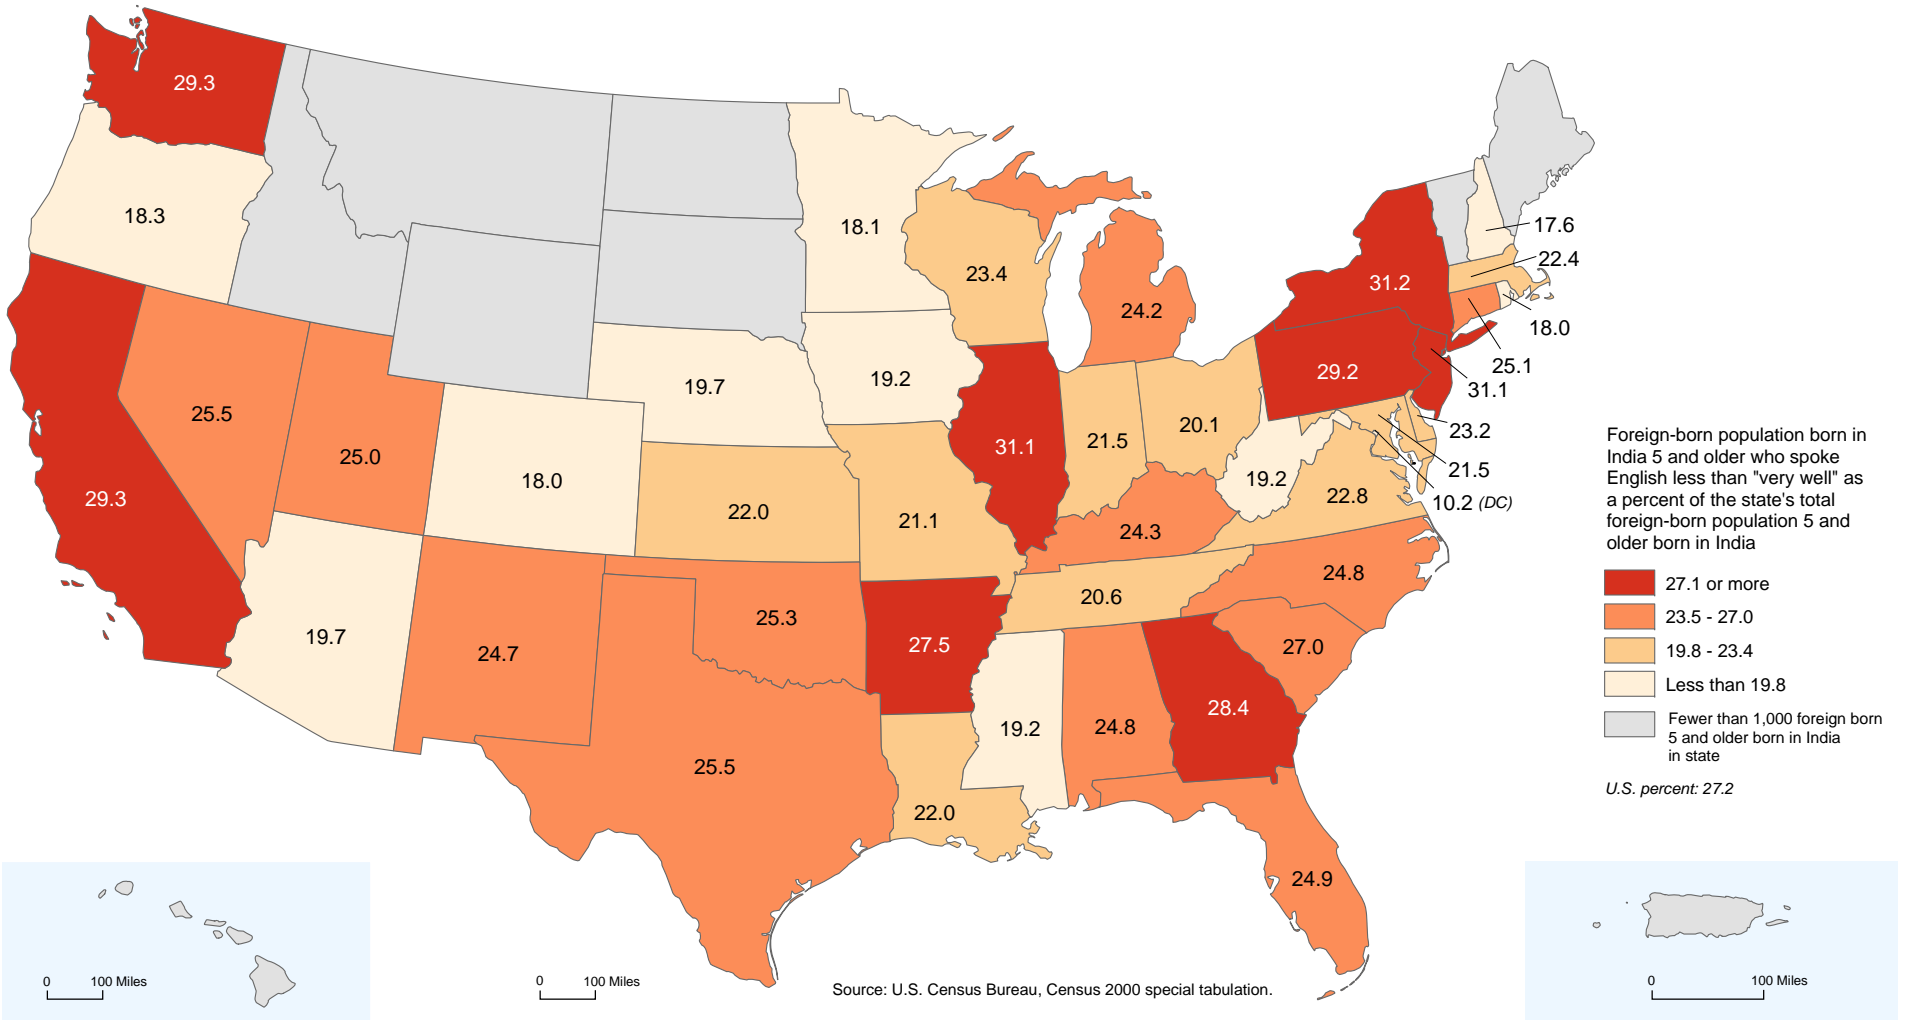 29.3
18.3
18.1
17.6
23.4
22.4
31.2
24.2
18.0
25.1
29.2
31.1
19.7
19.2
25.5
25.0
20.1
21.5
31.1
23.2
21.5
10.2 (DC)
29.3
18.0
22.0
21.1
19.2
22.8
24.3
24.8
20.6
19.7
24.7
25.3
27.5
27.0
19.2
24.8
28.4
25.5
22.0
24.9
Foreign-born population born in
India 5 and older who spoke
English less than "very well" as
a percent of the state's total
foreign-born population 5 and
older born in India
27.1 or more
23.5 - 27.0
19.8 - 23.4
Less than 19.8
Fewer than 1,000 foreign born
5 and older born in India
in state
U.S. percent: 27.2
0 100 Miles
0 100 Miles
Source: U.S. Census Bureau, Census 2000 special tabulation.
0 100 Miles